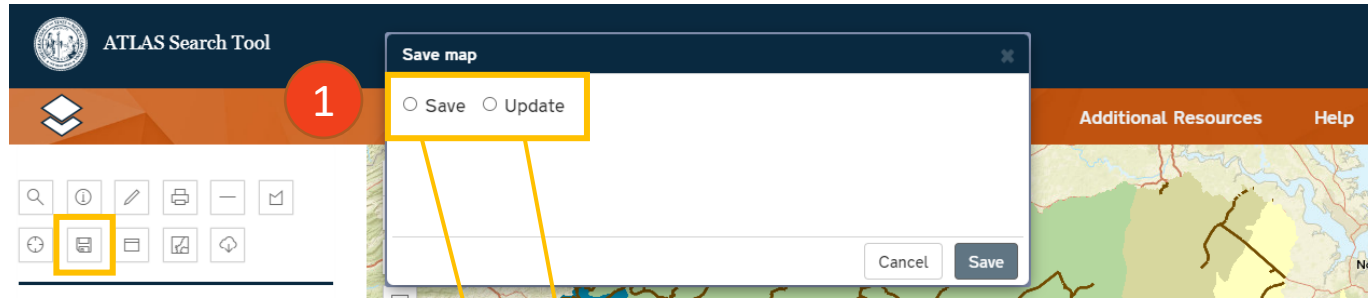 ATLAS Search Tool
Save map
1
Save Update
Additional Resources Help
Cancel Save